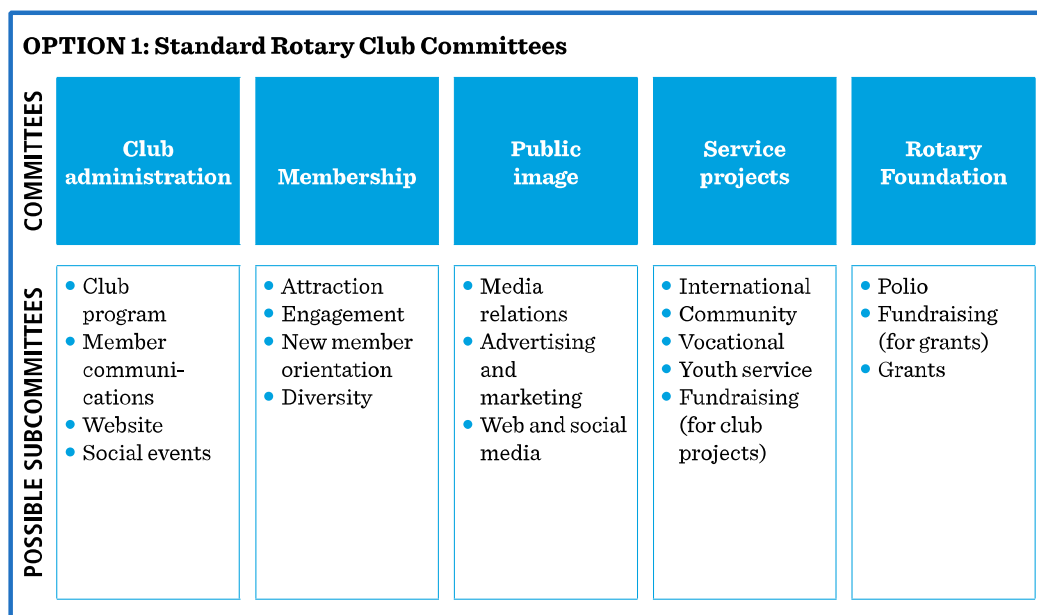 OPTION 1: Standard Rotary Club Committees
COMMITTEES
Club
administration
Membership
Public
image
Service
projects
Rotary
Foundation
POSSIBLE SUBCOMMITTEES
• Club
program
• Member
communi-
cations
• Website
• Social events
• Attraction
• Engagement
• New member
orientation
• Diversity
• Media
relations
• Advertising
and
marketing
• Web and social
media
• International
• Community
• Vocational
• Youth service
• Fundraising
(for club
projects)
• Polio
• Fundraising
(for grants)
• Grants